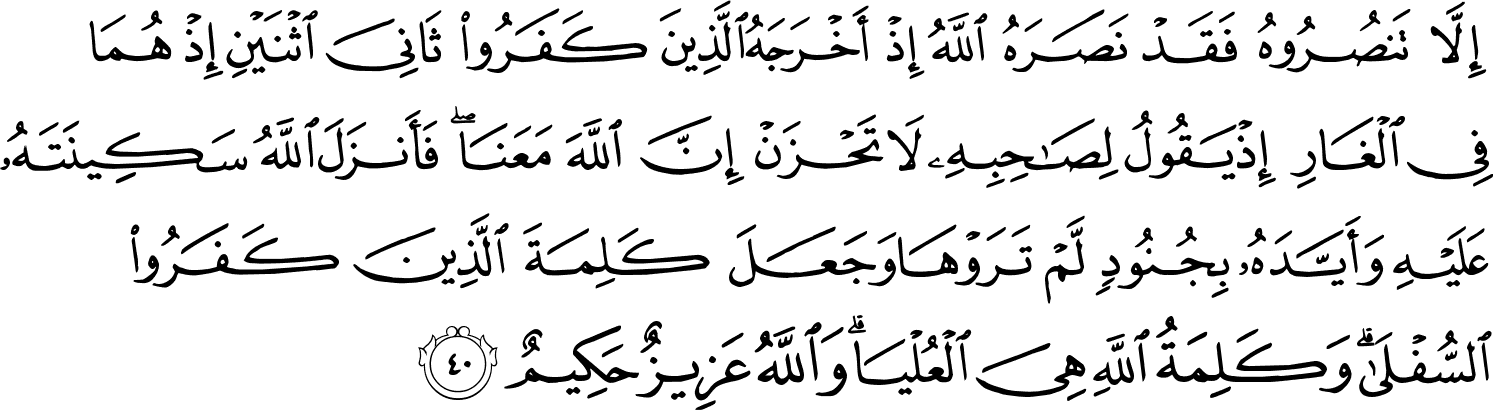 إِلَّا تَنصُرُوهُ فَقَدْ نَصَرَهُ ٱللَّهُ إِذْ أَخْرَجَهُ ٱلَّذِينَ كَفَرُوا۟ ثَانِىَ ٱثْنَيْنِ إِذْ هُمَا
فِى ٱلْغَارِ إِذْ يَقُولُ لِصَـٰحِبِهِۦ لَا تَحْزَنْ إِنَّ ٱللَّهَ مَعَنَا ۖ فَأَنزَلَ ٱللَّهُ سَكِينَتَهُۥ
عَلَيْهِ وَأَيَّدَهُۥ بِجُنُودٍ لَّمْ تَرَوْهَا وَجَعَلَ كَلِمَةَ ٱلَّذِينَ كَفَرُوا۟
ٱلسُّفْلَىٰ ۗ وَكَلِمَةُ ٱللَّهِ هِىَ ٱلْعُلْيَا ۗ وَٱللَّهُ عَزِيزٌ حَكِيمٌ ٤٠